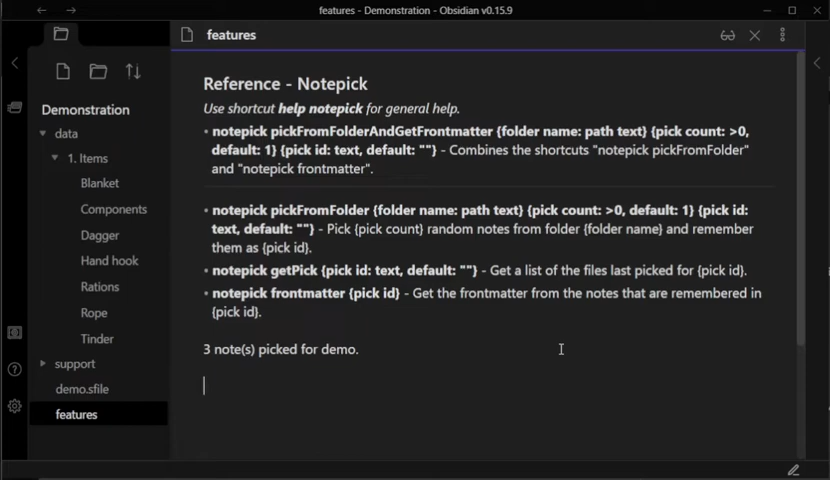 features - Demonstration - Obsidian v0.15.9
features
Demonstration
data
1. Items
Blanket
Components
Dagger
Hand hook
Rations
Rope
Tinder
support
demo.sfile
features
Reference - Notepick
Use shortcut help notepick for general help.
• notepick pickFromFolderAndGetFrontmatter {folder name: path text} {pick count: >0,
default: 1} {pick id: text, default: ""} - Combines the shortcuts "notepick pickFromFolder"
and "notepick frontmatter".
• notepick pickFromFolder {folder name: path text} {pick count: >0, default: 1} {pick id:
text, default: ""} - Pick {pick count} random notes from folder {folder name} and remember
them as {pick id}.
• notepick getPick {pick id: text, default: ""} - Get a list of the files last picked for {pick id}.
• notepick frontmatter {pick id} - Get the frontmatter from the notes that are remembered in
{pick id}.
3 note(s) picked for demo.